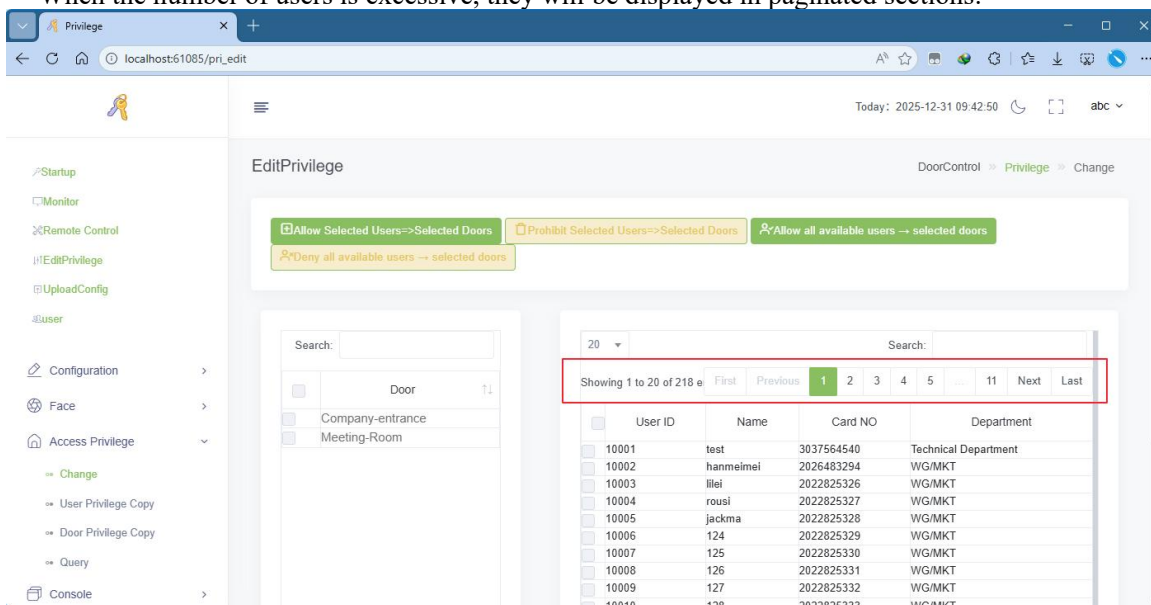 When the number of users is excessive, they will be displayed in paginated sections.
Privilege
localhost:61085/pri_edit
Today: 2025-12-31 09:42:50 abc
Startup
Monitor
Remote Control
EditPrivilege
UploadConfig
user
Configuration
Face
Access Privilege
Change
User Privilege Copy
Door Privilege Copy
Query
Console
EditPrivilege
DoorControl » Privilege » Change
Allow Selected Users=>Selected Doors Prohibit Selected Users=>Selected Doors Allow all available users → selected doors
Deny all available users → selected doors
Search:
Door
Company-entrance
Meeting-Room
20 Search:
Showing 1 to 20 of 218 e First Previous 1 2 3 4 5 ... 11 Next Last
User ID Name Card NO Department
10001 test 3037564540 Technical Department
10002 hanmeimei 2026483294 WG/MKT
10003 lilei 2022825326 WG/MKT
10004 rousi 2022825327 WG/MKT
10005 jackma 2022825328 WG/MKT
10006 124 2022825329 WG/MKT
10007 125 2022825330 WG/MKT
10008 126 2022825331 WG/MKT
10009 127 2022825332 WG/MKT
10010 128 2022825333 WG/MKT